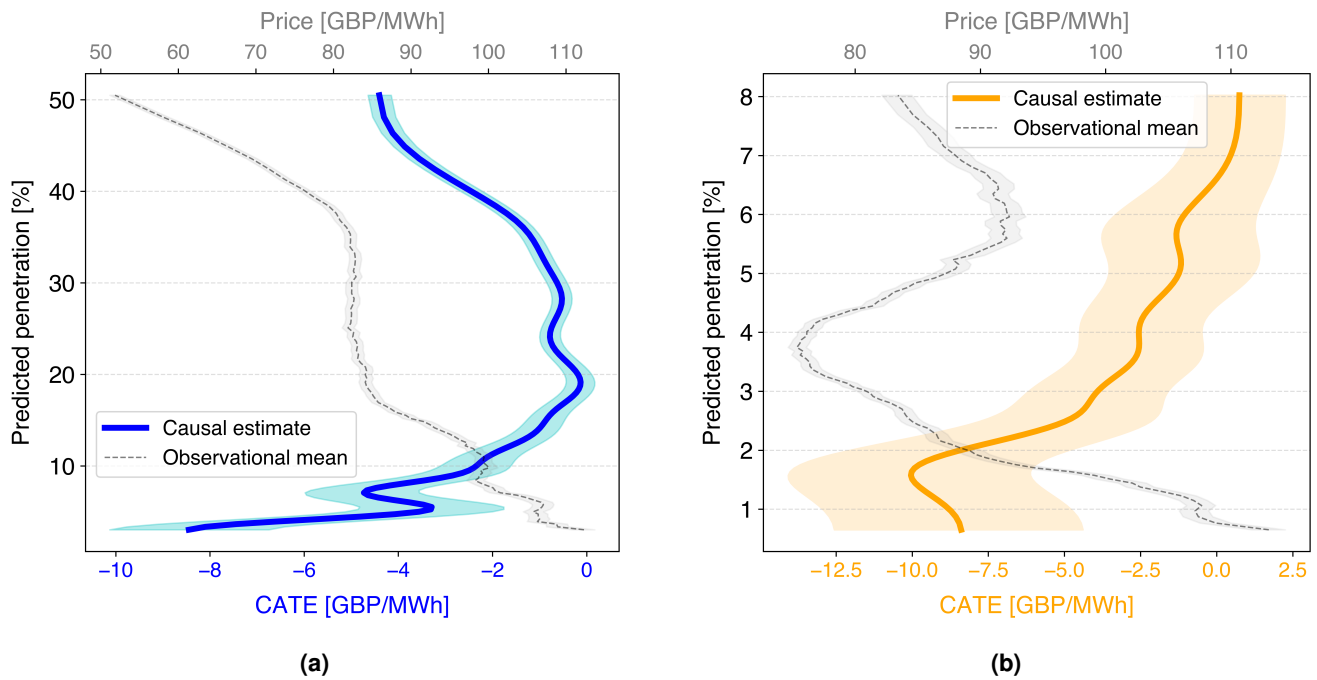 Price [GBP/MWh]
50 60 70 80 90 100 110
Predicted penetration [%]
50
40
30
20
10
Causal estimate
Observational mean
−10 −8 −6 −4 −2 0
CATE [GBP/MWh]
(a)
Price [GBP/MWh]
80 90 100 110
Predicted penetration [%]
8
7
6
5
4
3
2
1
Causal estimate
Observational mean
−12.5 −10.0 −7.5 −5.0 −2.5 0.0 2.5
CATE [GBP/MWh]
(b)